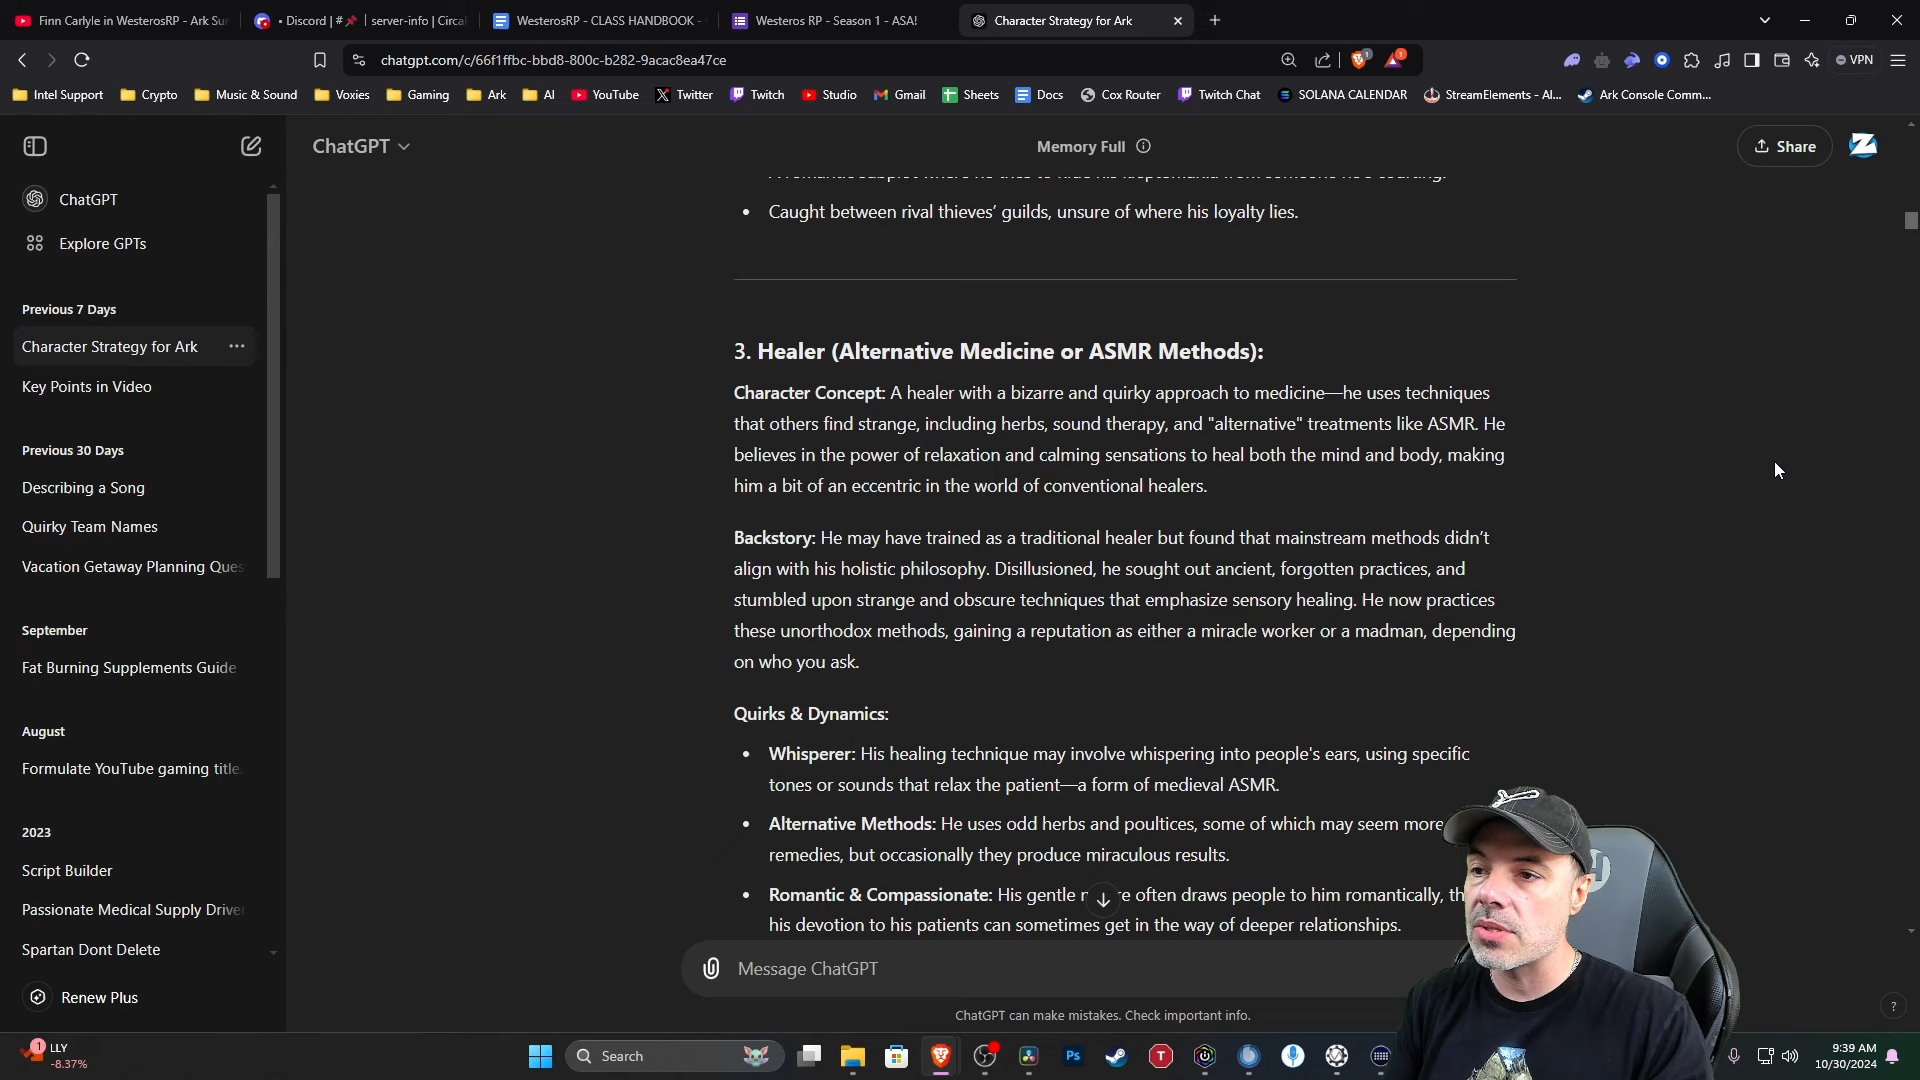 Finn Carlyle in WesterosRP - Ark Sur
• Discord | # | server-info | Circa
WesterosRP - CLASS HANDBOOK -
Westeros RP - Season 1 - ASA!
Character Strategy for Ark
chatgpt.com/c/66f1ffbc-bbd8-800c-b282-9acac8ea47ce
1
1
VPN
Intel Support
Crypto
Music & Sound
Voxies
Gaming
Ark
AI
YouTube
Twitter
Twitch
Studio
Gmail
Sheets
Docs
Cox Router
Twitch Chat
SOLANA CALENDAR
StreamElements - Al...
Ark Console Comm...
ChatGPT
Memory Full
Share
ChatGPT
Explore GPTs
Previous 7 Days
Character Strategy for Ark
Key Points in Video
Previous 30 Days
Describing a Song
Quirky Team Names
Vacation Getaway Planning Ques
September
Fat Burning Supplements Guide
August
Formulate YouTube gaming title.
2023
Script Builder
Passionate Medical Supply Driver
Spartan Dont Delete
Renew Plus
• Caught between rival thieves’ guilds, unsure of where his loyalty lies.
3. Healer (Alternative Medicine or ASMR Methods):
Character Concept: A healer with a bizarre and quirky approach to medicine—he uses techniques
that others find strange, including herbs, sound therapy, and "alternative" treatments like ASMR. He
believes in the power of relaxation and calming sensations to heal both the mind and body, making
him a bit of an eccentric in the world of conventional healers.
Backstory: He may have trained as a traditional healer but found that mainstream methods didn’t
align with his holistic philosophy. Disillusioned, he sought out ancient, forgotten practices, and
stumbled upon strange and obscure techniques that emphasize sensory healing. He now practices
these unorthodox methods, gaining a reputation as either a miracle worker or a madman, depending
on who you ask.
Quirks & Dynamics:
• Whisperer: His healing technique may involve whispering into people's ears, using specific
tones or sounds that relax the patient—a form of medieval ASMR.
• Alternative Methods: He uses odd herbs and poultices, some of which may seem more
remedies, but occasionally they produce miraculous results.
• Romantic & Compassionate: His gentle often draws people to him romantically,
his devotion to his patients can sometimes get in the way of deeper relationships.
Message ChatGPT
ChatGPT can make mistakes. Check important info.
?
1
LLY
-8.37%
Search
Ps
T
9:39 AM
10/30/2024